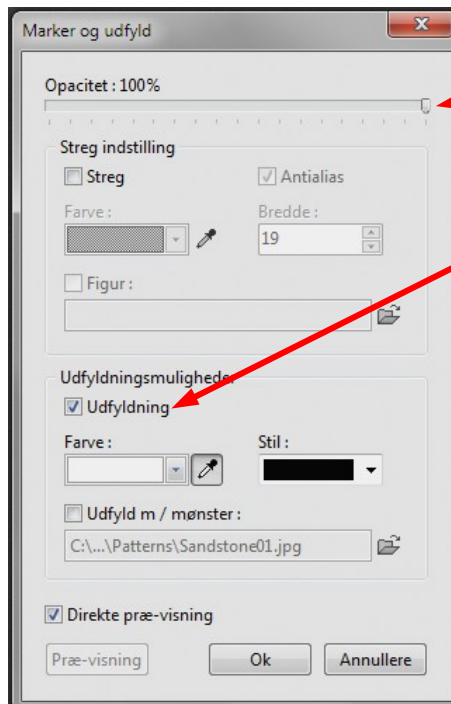 Marker og udfyld
Opacitet : 100%
Streg indstilling
Streg
Antialias
Farve :
Bredde :
19
Figur :
Udfyldningsmuligheder
Udfyldning
Farve :
Stil :
Udfyld m / mønster :
C:\...\Patterns\Sandstone01.jpg
Direkte præ-visning
Præ-visning
Ok
Annullere